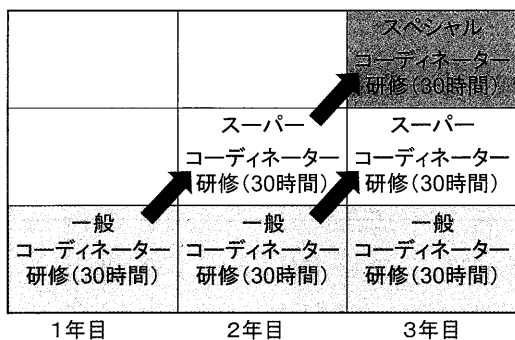 スペシャル
コーディネーター
研修(30時間)
スーパー
コーディネーター
研修(30時間)
スーパー
コーディネーター
研修(30時間)
一般
コーディネーター
研修(30時間)
一般
コーディネーター
研修(30時間)
一般
コーディネーター
研修(30時間)
1年目
2年目
3年目